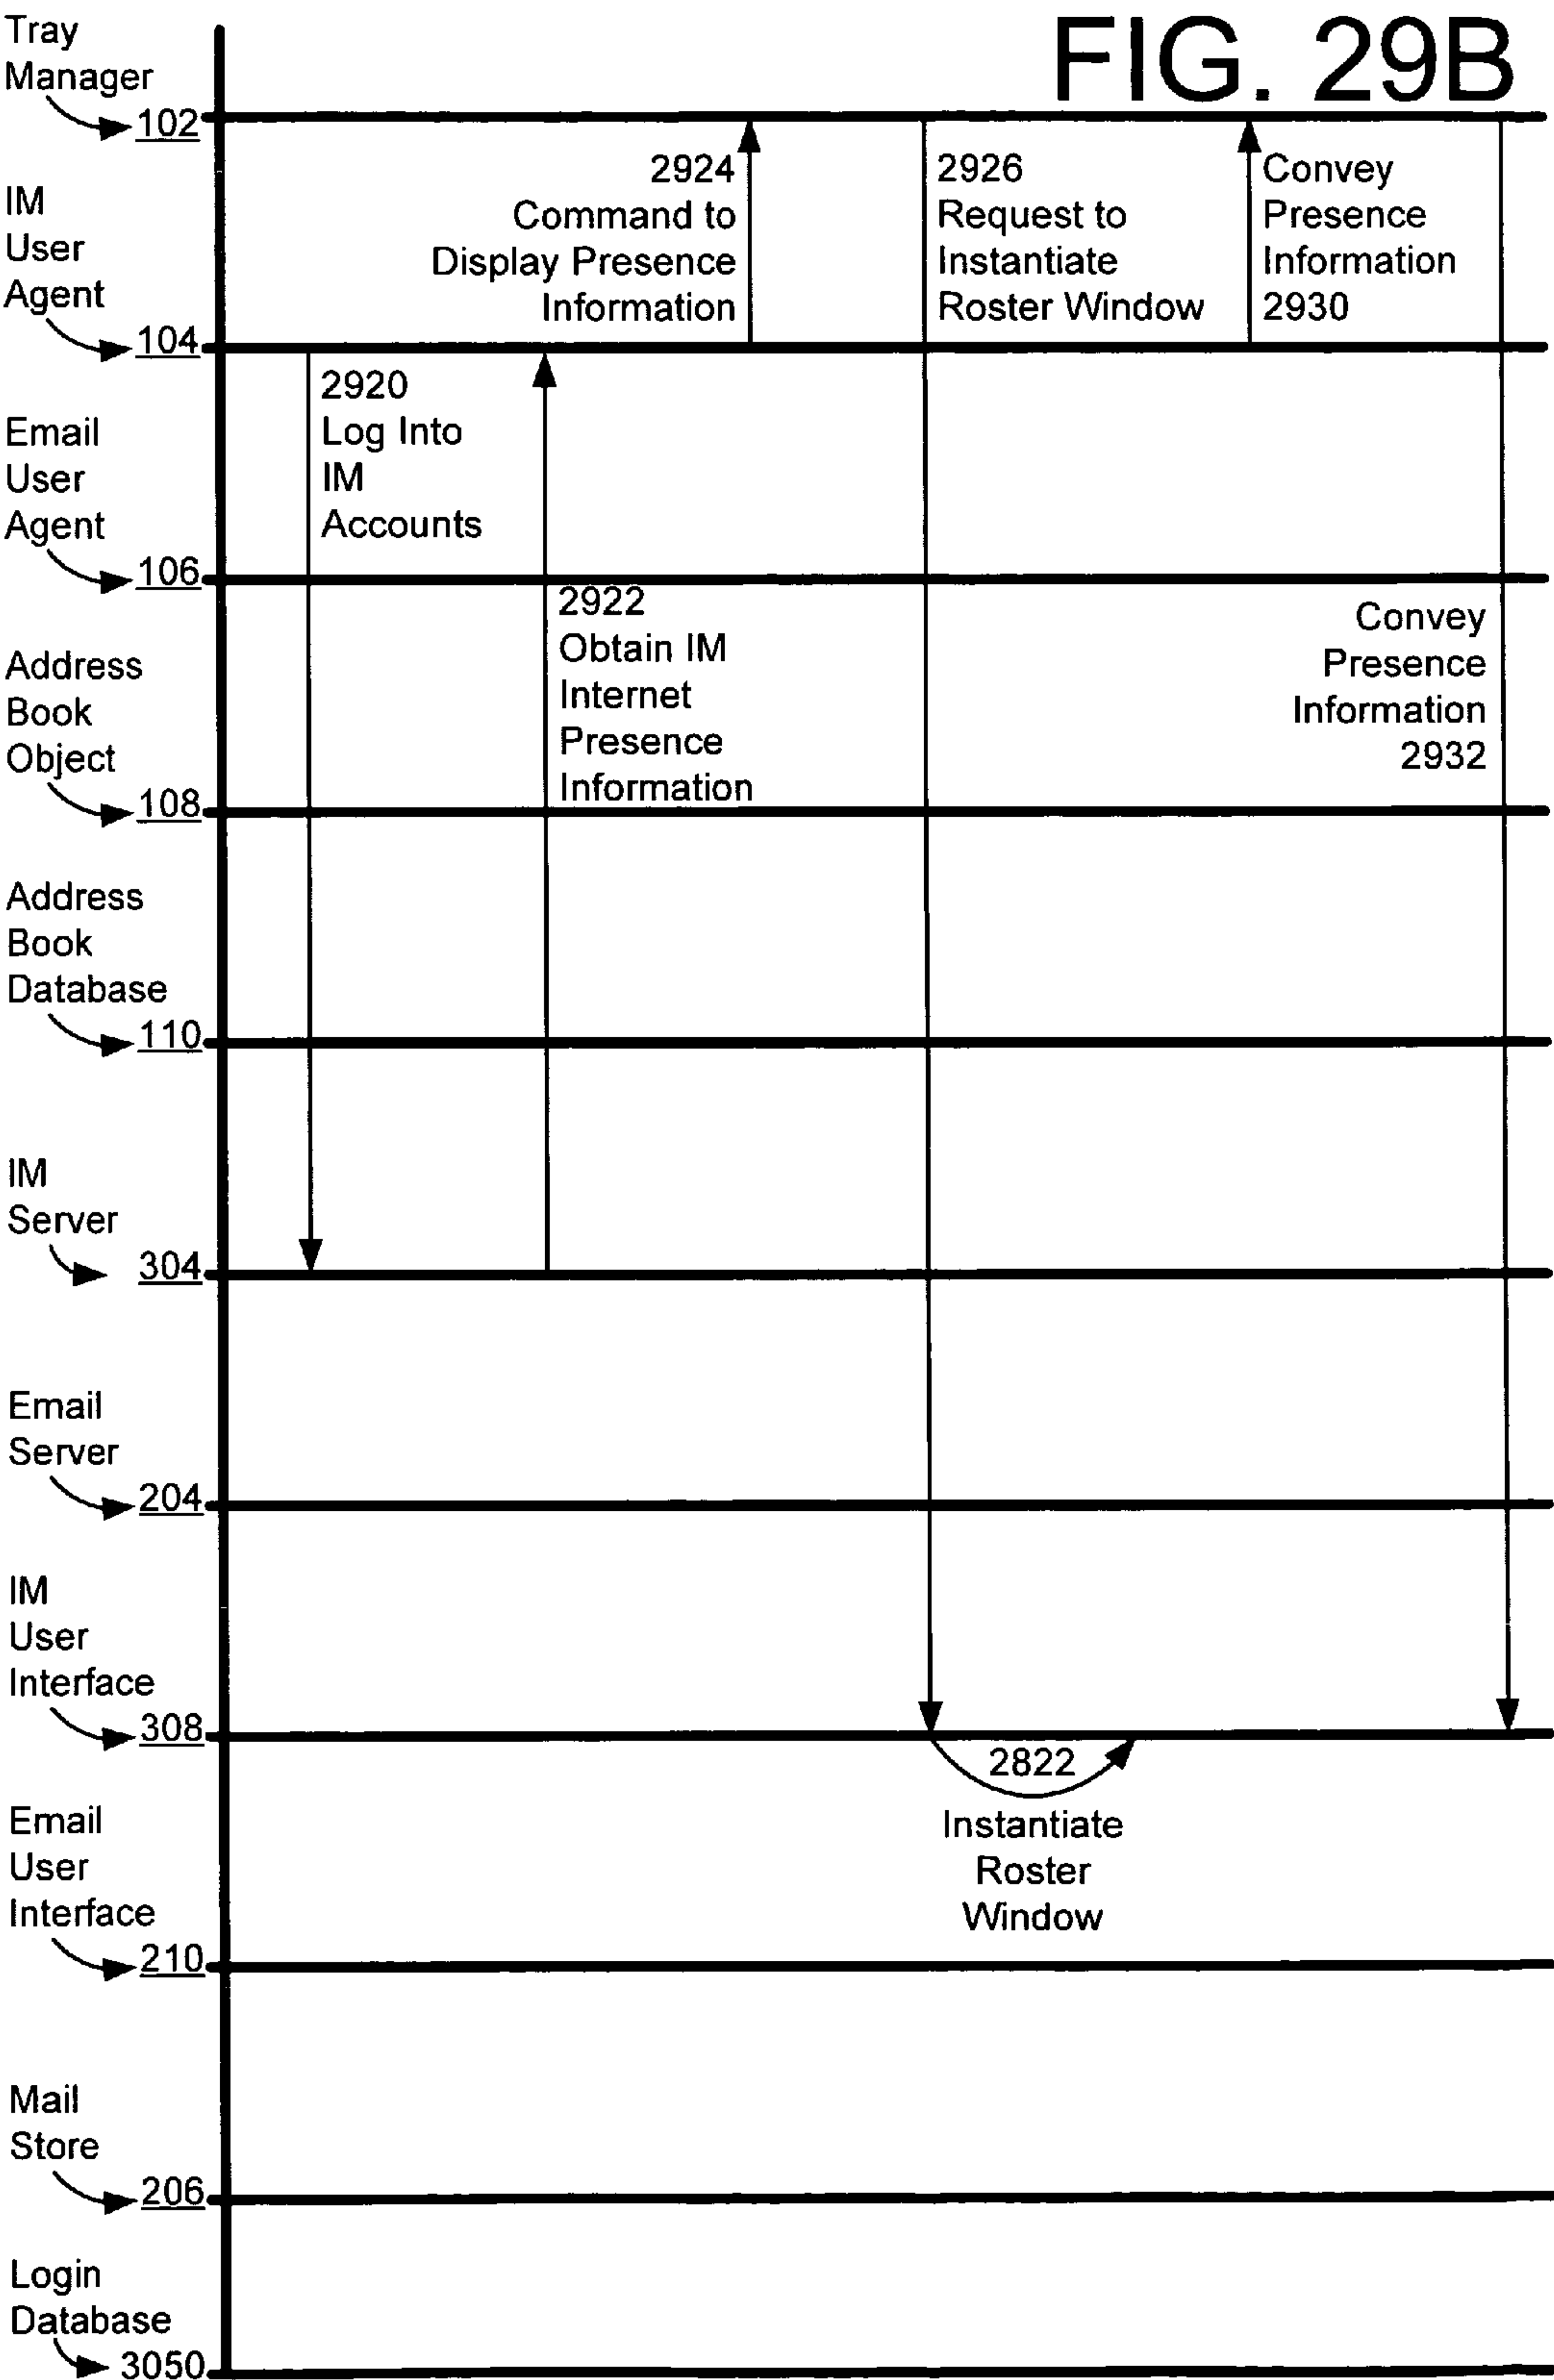 FIG. 29B
Tray
Manager
102
IM
User
Agent
104
Email
User
Agent
106
Address
Book
Object
108
Address
Book
Database
110
IM
Server
304
Email
Server
204
IM
User
Interface
308
Email
User
Interface
210
Mail
Store
206
Login
Database
3050
2920
Log Into
IM
Accounts
2922
Obtain IM
Internet
Presence
Information
2924
Command to
Display Presence
Information
2926
Request to
Instantiate
Roster Window
2822
Instantiate
Roster
Window
Convey
Presence
Information
2930
Convey
Presence
Information
2932